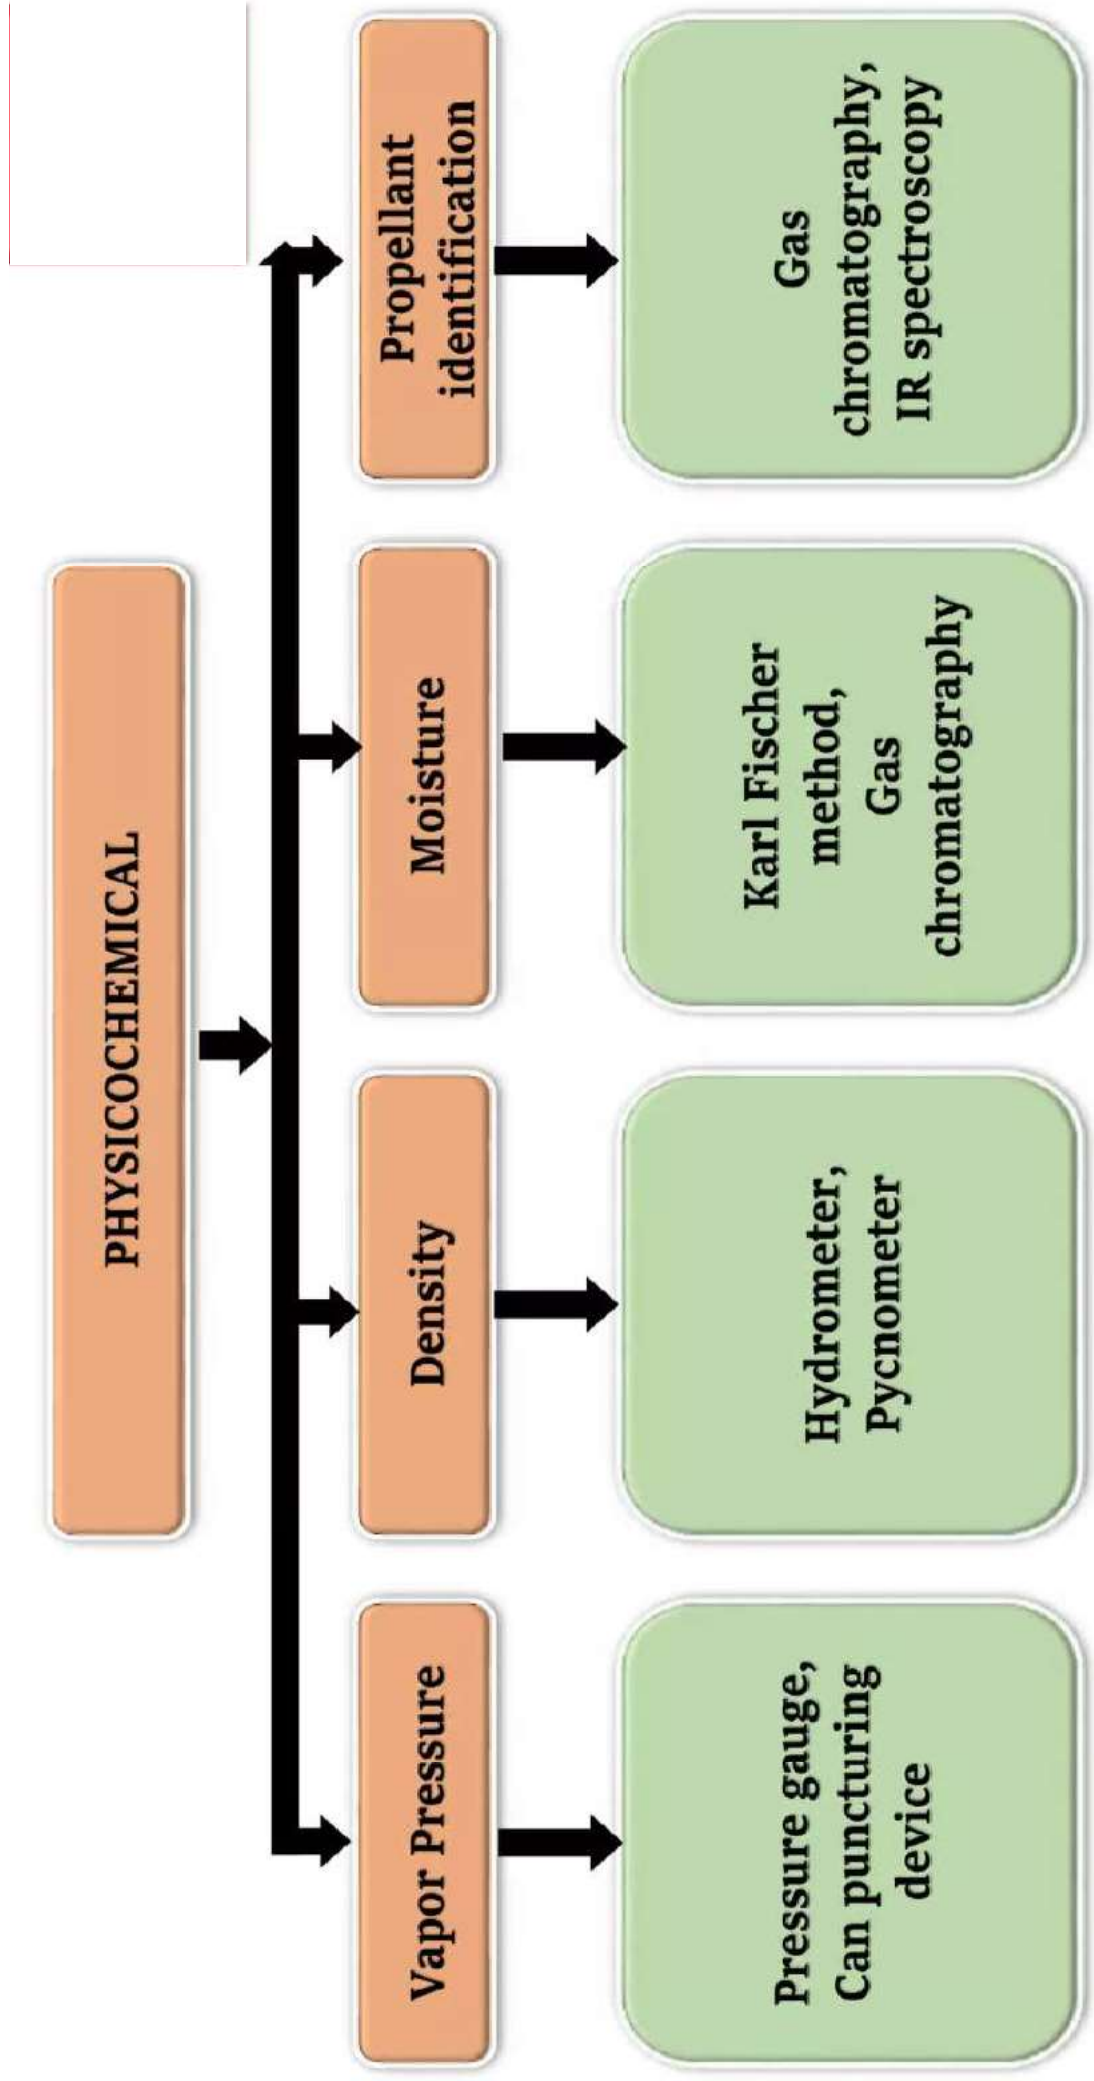 PHYSICOCHEMICAL
Vapor Pressure
Density
Moisture
Propellant
identification
Pressure gauge,
Can puncturing
device
Hydrometer,
Pycnometer
Karl Fischer
method,
Gas
chromatography
Gas
chromatography,
IR spectroscopy